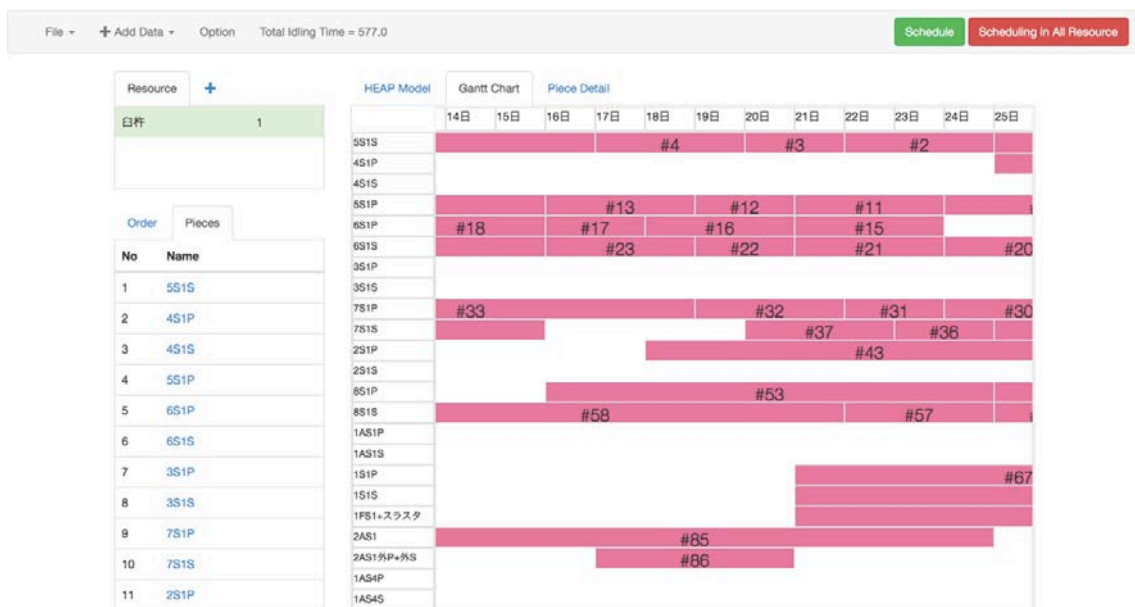 File + Add Data Option Total Idling Time = 577.0 Schedule Scheduling in All Resource
Resource +
臼杵 1
Order Pieces
No Name
1 5S1S
2 4S1P
3 4S1S
4 5S1P
5 6S1P
6 6S1S
7 3S1P
8 3S1S
9 7S1P
10 7S1S
11 2S1P
HEAP Model Gantt Chart Piece Detail
14日 15日 16日 17日 18日 19日 20日 21日 22日 23日 24日 25日
5S1S #4 #3 #2
4S1P
4S1S
5S1P #13 #12 #11
6S1P #18 #17 #16 #15
6S1S #23 #22 #21 #20
3S1P
3S1S
7S1P #33 #32 #31 #30
7S1S #37 #36
2S1P #43
2S1S
8S1P #53
8S1S #58 #57
1AS1P
1AS1S
1S1P #67
1S1S
1FS1+スラスタ
2AS1 #85
2AS1外P+外S #86
1AS4P
1AS4S